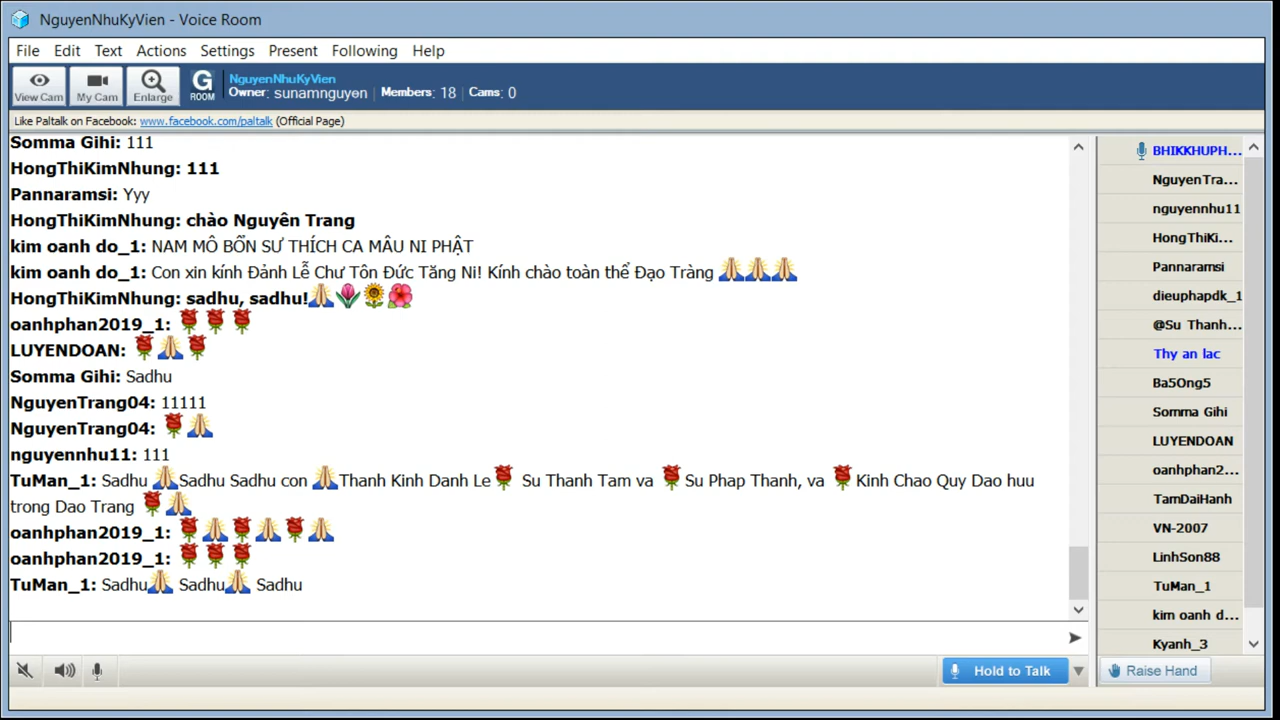 NguyenNhuKyVien - Voice Room
File Edit Text Actions Settings Present Following Help
View Cam My Cam Enlarge G ROOM
NguyenNhuKyVien
Owner: sunamnguyen | Members: 18 | Cams: 0
Like Paltalk on Facebook: www.facebook.com/paltalk (Official Page)
Somma Gihi: 111
HongThiKimNhung: 111
Pannaramsi: Yyy
HongThiKimNhung: chào Nguyên Trang
kim oanh do_1: NAM MÔ BỔN SƯ THÍCH CA MÂU NI PHẬT
kim oanh do_1: Con xin kính Đảnh Lễ Chư Tôn Đức Tăng Ni! Kính chào toàn thể Đạo Tràng 🙏🙏🙏
HongThiKimNhung: sadhu, sadhu!🙏🌷🌻🌺
oanhphan2019_1: 🌹🌹🌹
LUYENDOAN: 🌹🙏🌹
Somma Gihi: Sadhu
NguyenTrang04: 11111
NguyenTrang04: 🌹🙏
nguyennhu11: 111
TuMan_1: Sadhu 🙏Sadhu Sadhu con 🙏Thanh Kinh Danh Le🌹 Su Thanh Tam va 🌹Su Phap Thanh, va 🌹Kinh Chao Quy Dao huu
trong Dao Trang 🌹🙏
oanhphan2019_1: 🌹🙏🌹🙏🌹🙏
oanhphan2019_1: 🌹🌹🌹
TuMan_1: Sadhu🙏 Sadhu🙏 Sadhu
BHIKKHUPH...
NguyenTra...
nguyennhu11
HongThiKi...
Pannaramsi
dieuphapdk_1
@Su Thanh...
Thy an lac
Ba5Ong5
Somma Gihi
LUYENDOAN
oanhphan2...
TamDaiHanh
VN-2007
LinhSon88
TuMan_1
kim oanh d...
Kyanh_3
Hold to Talk
Raise Hand